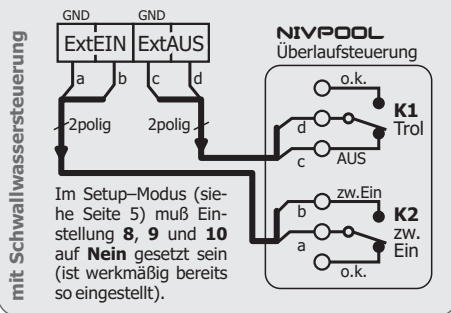 mit Schwallwassersteuerung
GND GND
ExtEIN ExtAUS
a b c d
2polig 2polig
Im Setup–Modus (sie-
he Seite 5) muß Ein-
stellung 8, 9 und 10
auf Nein gesetzt sein
(ist werkmäßig bereits
so eingestellt).
NIVPOOL
Überlaufsteuerung
o.k.
K1
d Trol
c AUS
zw.Ein
b K2
zw.
a Ein
o.k.